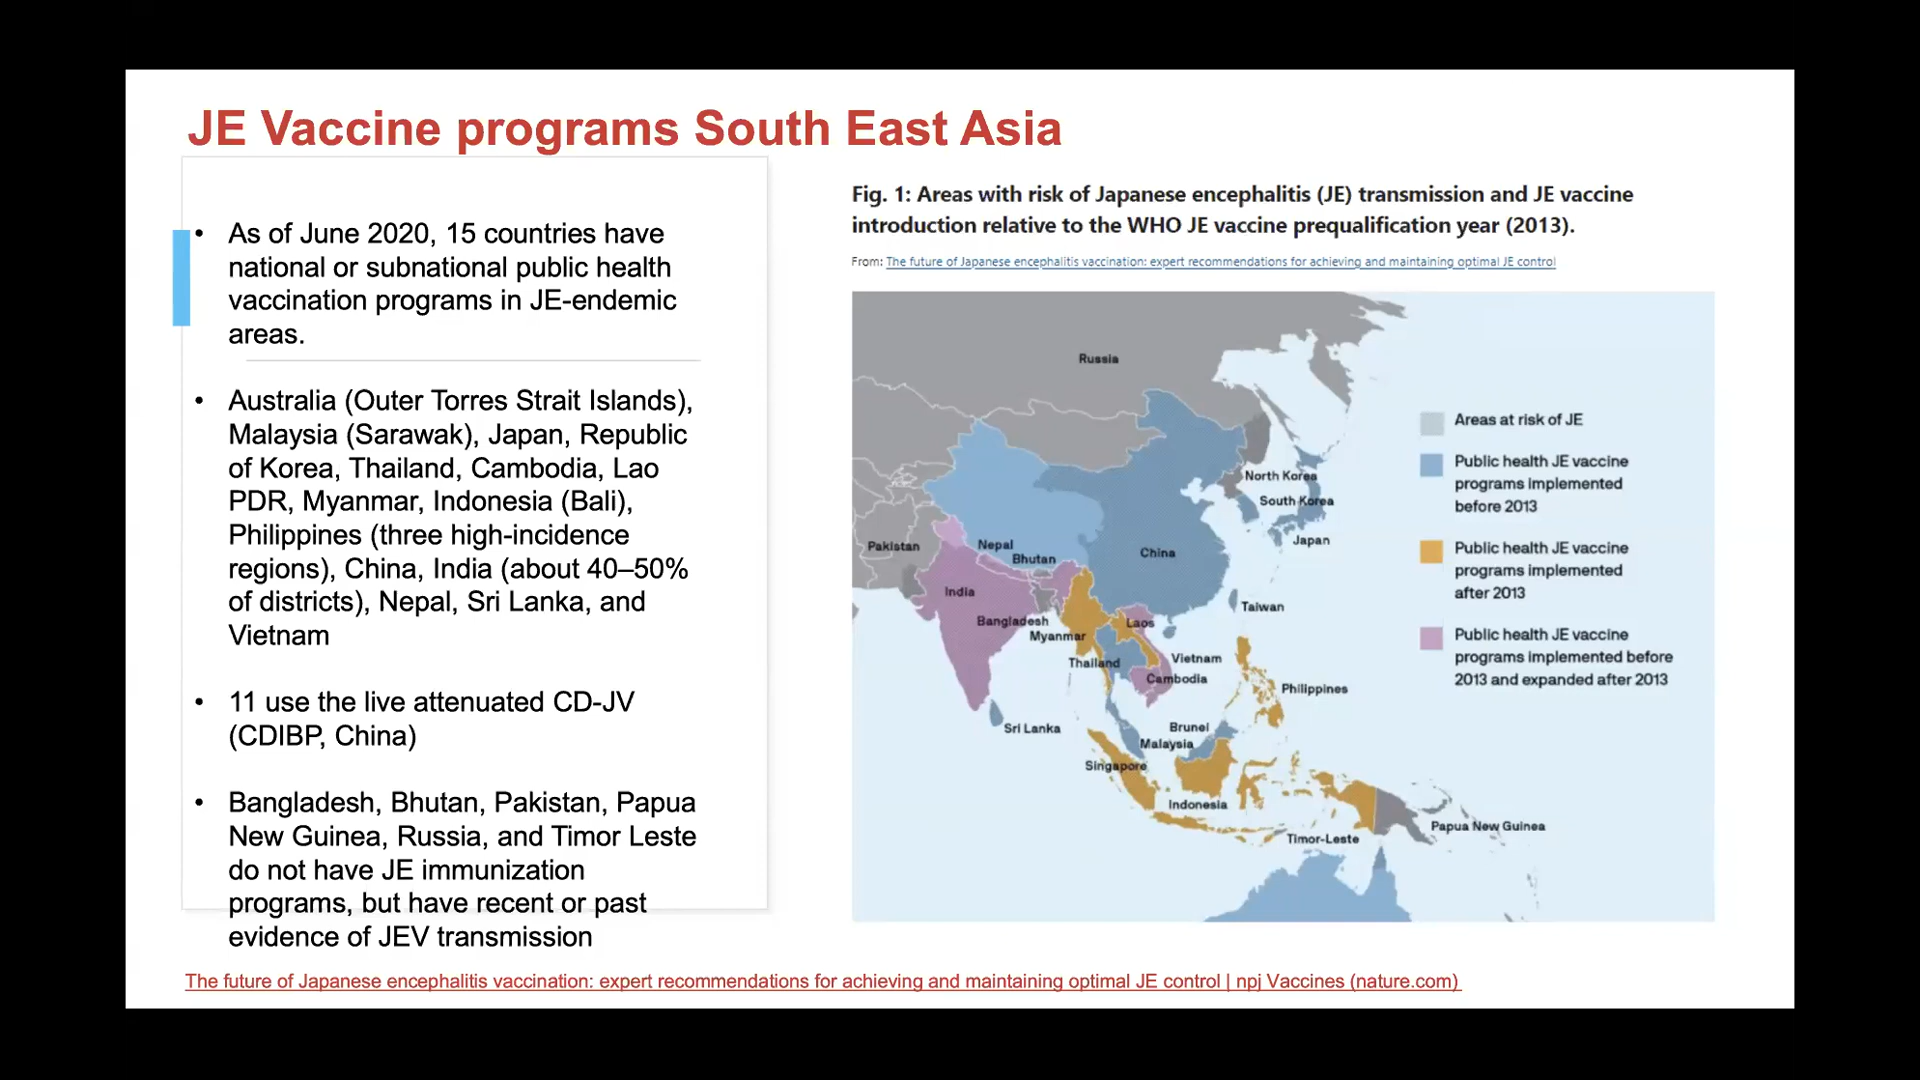 JE Vaccine programs South East Asia
• As of June 2020, 15 countries have
national or subnational public health
vaccination programs in JE-endemic
areas.
• Australia (Outer Torres Strait Islands),
Malaysia (Sarawak), Japan, Republic
of Korea, Thailand, Cambodia, Lao
PDR, Myanmar, Indonesia (Bali),
Philippines (three high-incidence
regions), China, India (about 40–50%
of districts), Nepal, Sri Lanka, and
Vietnam
• 11 use the live attenuated CD-JV
(CDIBP, China)
• Bangladesh, Bhutan, Pakistan, Papua
New Guinea, Russia, and Timor Leste
do not have JE immunization
programs, but have recent or past
evidence of JEV transmission
Fig. 1: Areas with risk of Japanese encephalitis (JE) transmission and JE vaccine
introduction relative to the WHO JE vaccine prequalification year (2013).
From: The future of Japanese encephalitis vaccination: expert recommendations for achieving and maintaining optimal JE control
Russia
North Korea
South Korea
Japan
Pakistan
Nepal
Bhutan
China
India
Bangladesh
Myanmar
Laos
Taiwan
Thailand
Vietnam
Cambodia
Philippines
Sri Lanka
Brunei
Malaysia
Singapore
Indonesia
Timor-Leste
Papua New Guinea
Areas at risk of JE
Public health JE vaccine
programs implemented
before 2013
Public health JE vaccine
programs implemented
after 2013
Public health JE vaccine
programs implemented before
2013 and expanded after 2013
The future of Japanese encephalitis vaccination: expert recommendations for achieving and maintaining optimal JE control | npj Vaccines (nature.com)